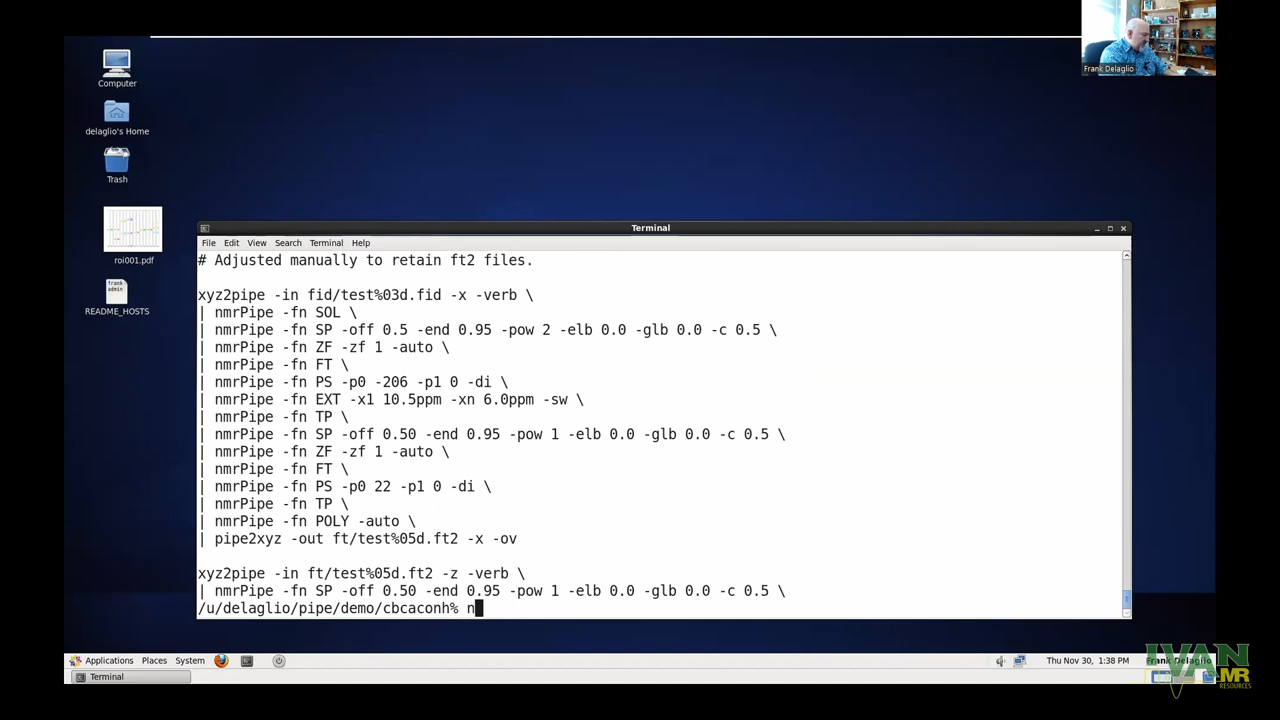 Frank Delaglio
Computer
delaglio's Home
Trash
roi001.pdf
frank-
admin
README_HOSTS
Terminal
File Edit View Search Terminal Help
# Adjusted manually to retain ft2 files.
xyz2pipe -in fid/test%03d.fid -x -verb \
| nmrPipe -fn SOL \
| nmrPipe -fn SP -off 0.5 -end 0.95 -pow 2 -elb 0.0 -glb 0.0 -c 0.5 \
| nmrPipe -fn ZF -zf 1 -auto \
| nmrPipe -fn FT \
| nmrPipe -fn PS -p0 -206 -p1 0 -di \
| nmrPipe -fn EXT -x1 10.5ppm -xn 6.0ppm -sw \
| nmrPipe -fn TP \
| nmrPipe -fn SP -off 0.50 -end 0.95 -pow 1 -elb 0.0 -glb 0.0 -c 0.5 \
| nmrPipe -fn ZF -zf 1 -auto \
| nmrPipe -fn FT \
| nmrPipe -fn PS -p0 22 -p1 0 -di \
| nmrPipe -fn TP \
| nmrPipe -fn POLY -auto \
| pipe2xyz -out ft/test%05d.ft2 -x -ov
xyz2pipe -in ft/test%05d.ft2 -z -verb \
| nmrPipe -fn SP -off 0.50 -end 0.95 -pow 1 -elb 0.0 -glb 0.0 -c 0.5 \
/u/delaglio/pipe/demo/cbcaconh% n
Applications Places System
Thu Nov 30, 1:38 PM Frank Delaglio
Terminal
IVAN
.MR
RESOURCES